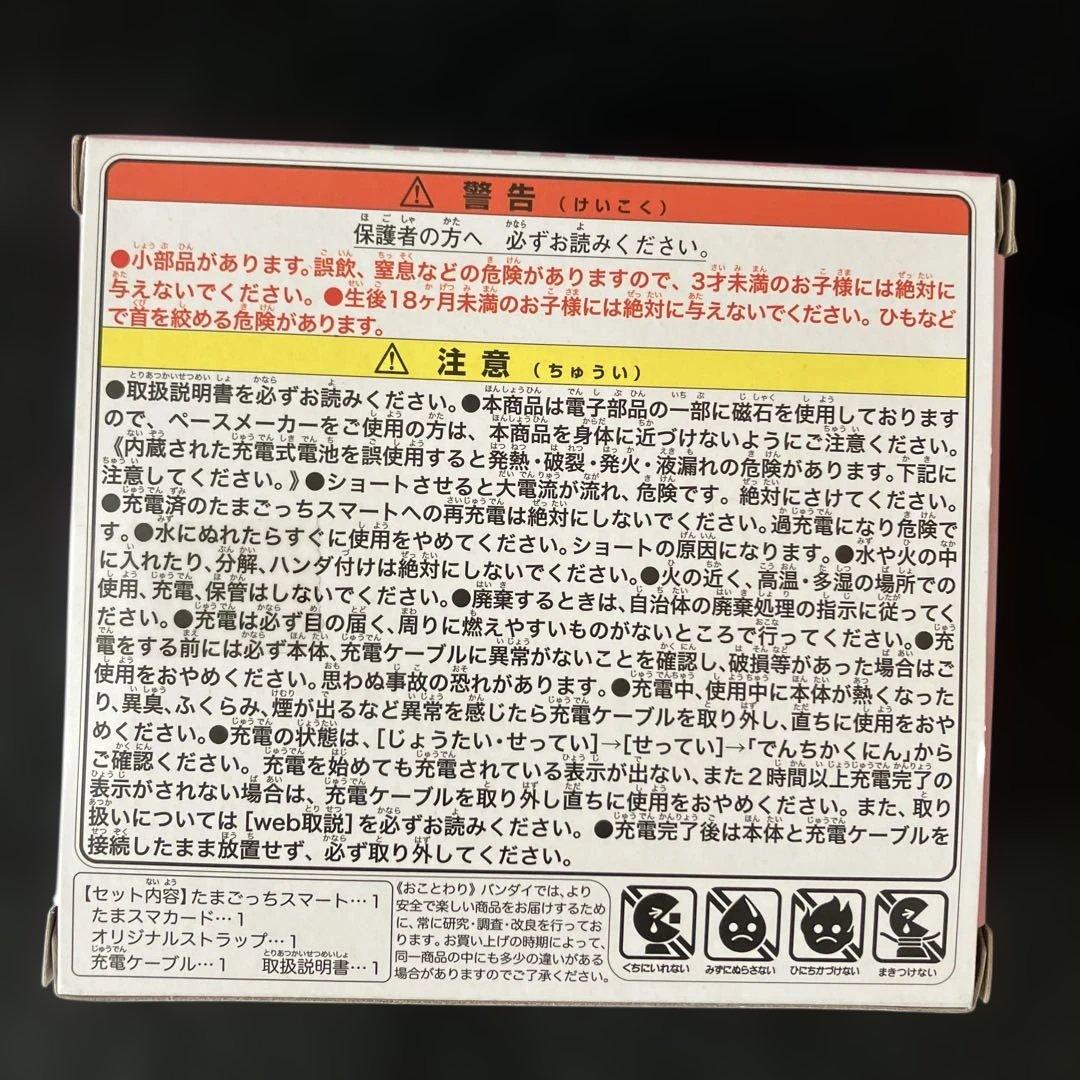 ⚠ 警告 (けいこく)
保護者の方へ 必ずお読みください。
●小部品があります。誤飲、窒息などの危険がありますので、3才未満のお子様には絶対に
与えないでください。●生後18ヶ月未満のお子様には絶対に与えないでください。ひもなど
で首を絞める危険があります。
⚠ 注意 (ちゅうい)
●取扱説明書を必ずお読みください。●本商品は電子部品の一部に磁石を使用しております
ので、ペースメーカーをご使用の方は、本商品を身体に近づけないようにご注意ください。
《内蔵された充電式電池を誤使用すると発熱・破裂・発火・液漏れの危険があります。下記に
注意してください。》●ショートさせると大電流が流れ、危険です。絶対にさけてください。
●充電済のたまごっちスマートへの再充電は絶対にしないでください。過充電になり危険で
す。●水にぬれたらすぐに使用をやめてください。ショートの原因になります。●水や火の中
に入れたり、分解、ハンダ付けは絶対にしないでください。●火の近く、高温・多湿の場所での
使用、充電、保管はしないでください。●廃棄するときは、自治体の廃棄処理の指示に従ってく
ださい。●充電は必ず目の届く、周りに燃えやすいものがないところで行ってください。●充
電をする前には必ず本体、充電ケーブルに異常がないことを確認し、破損等があった場合はご
使用をおやめください。思わぬ事故の恐れがあります。●充電中、使用中に本体が熱くなった
り、異臭、ふくらみ、煙が出るなど異常を感じたら充電ケーブルを取り外し、直ちに使用をおや
めください。●充電の状態は、[じょうたい・せってい]→[せってい]→「でんちかくにん」から
ご確認ください。充電を始めても充電されている表示が出ない、また2時間以上充電完了の
表示がされない場合は、充電ケーブルを取り外し直ちに使用をおやめください。また、取り
扱いについては[web取説]を必ずお読みください。●充電完了後は本体と充電ケーブルを
接続したまま放置せず、必ず取り外してください。
【セット内容】たまごっちスマート…1
たまスマカード…1
オリジナルストラップ…1
充電ケーブル…1 取扱説明書…1
《おことわり》バンダイでは、より
安全で楽しい商品をお届けするため
に、常に研究・調査・改良を行ってお
ります。お買い上げの時期によって、
同一商品の中にも多少の違いがある
場合がありますのでご了承ください。
くちにいれない
みずにぬらさない
ひにちかづけない
まきつけない